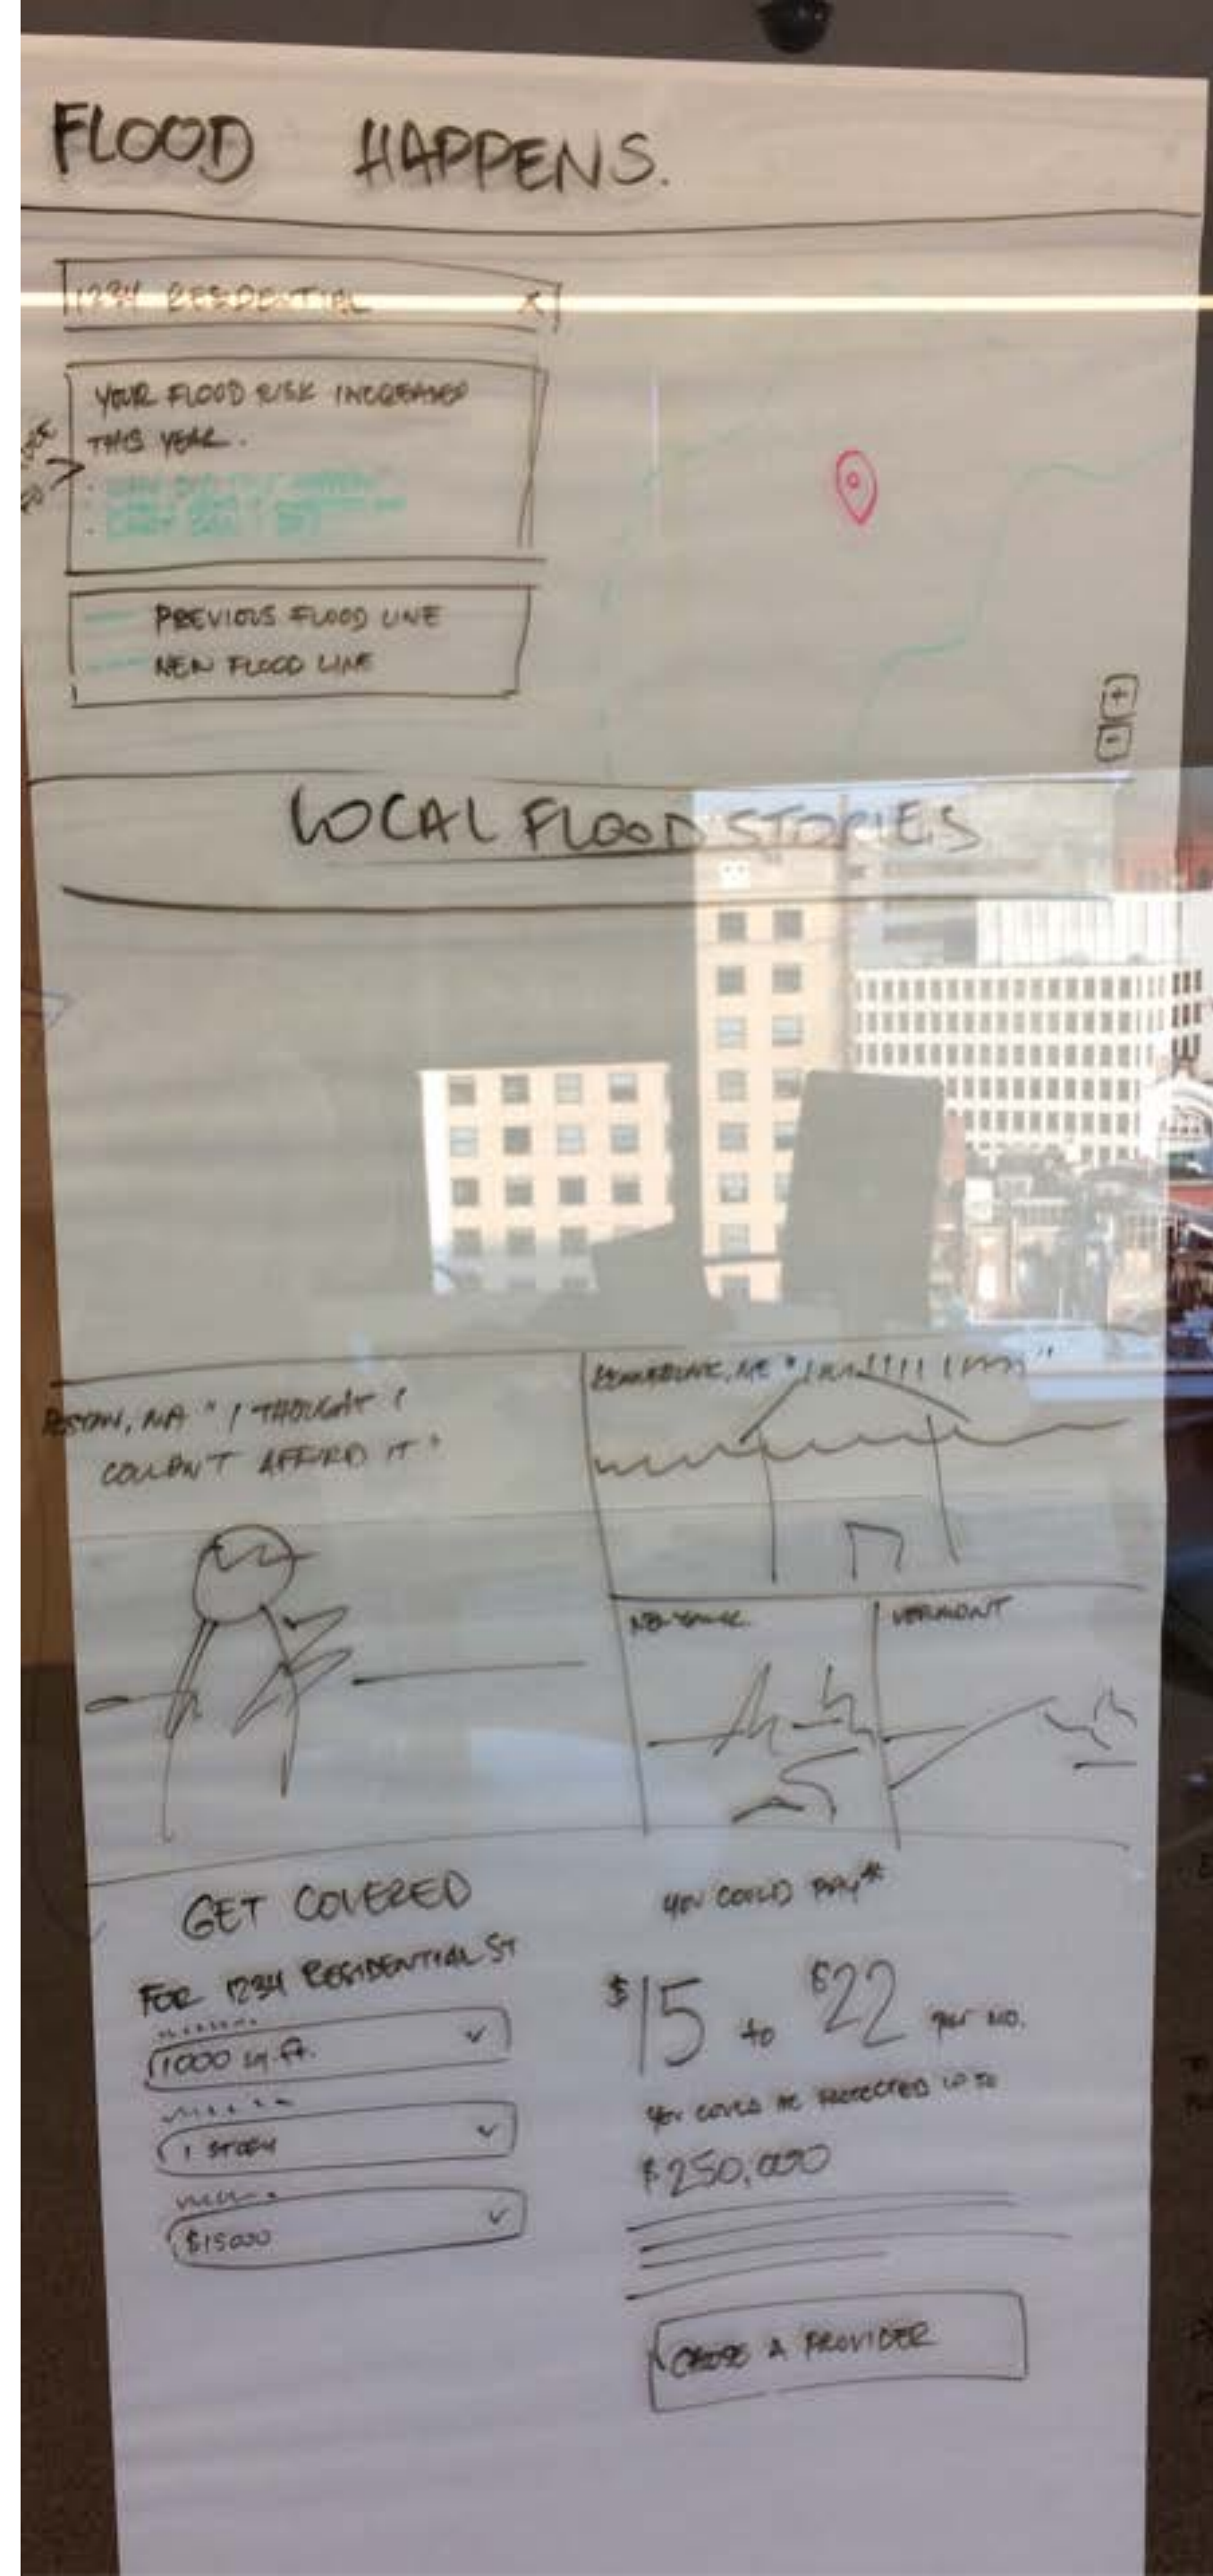 FLOOD HAPPENS.
1234 RESIDENTIAL X
YOUR FLOOD RISK INCREASED
THIS YEAR.
PREVIOUS FLOOD LINE
NEW FLOOD LINE
+
-
LOCAL FLOOD STORIES
BOSTON, MA "I THOUGHT I
COULDN'T AFFORD IT"
NEW YORK
VERMONT
GET COVERED
FOR 1234 RESIDENTIAL ST
1000 sq. ft.
1 STORY
$15000
YOU COULD PAY*
$15 to $22 per MO.
YOU COULD BE PROTECTED UP TO
$250,000
CHOOSE A PROVIDER